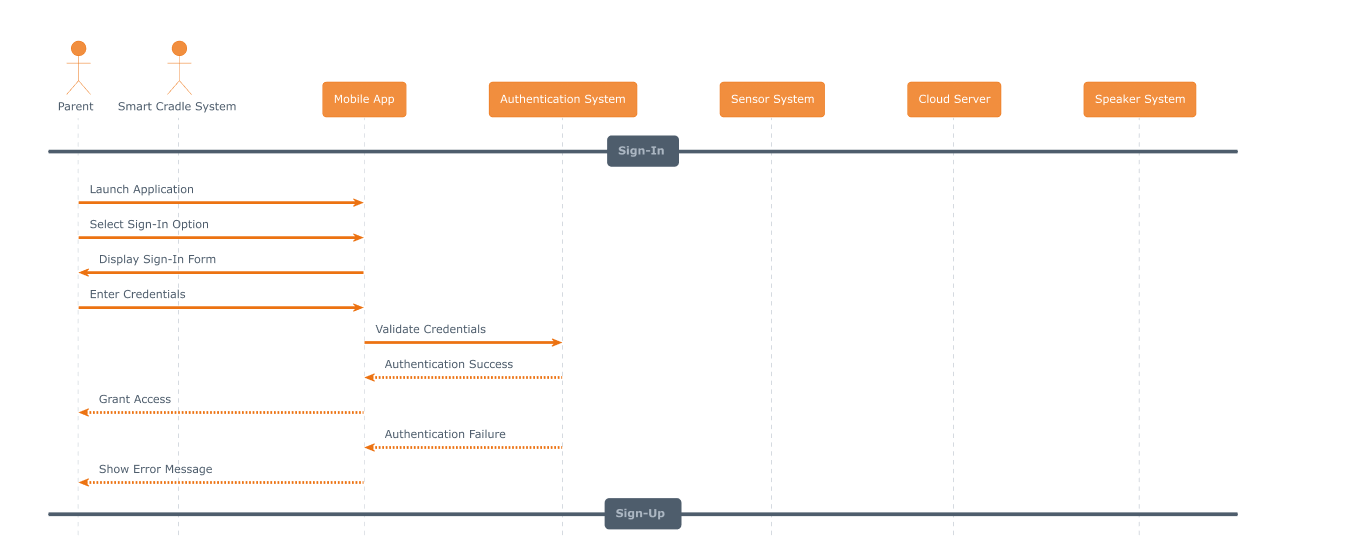 Parent
Smart Cradle System
Mobile App
Authentication System
Sensor System
Cloud Server
Speaker System
Sign-In
Launch Application
Select Sign-In Option
Display Sign-In Form
Enter Credentials
Validate Credentials
Authentication Success
Grant Access
Authentication Failure
Show Error Message
Sign-Up